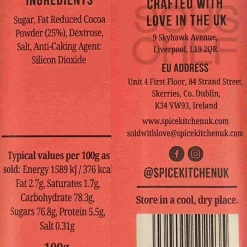 INGREDIENTS
Sugar, Fat Reduced Cocoa
Powder (25%), Dextrose,
Salt, Anti-Caking Agent:
Silicon Dioxide
Typical values per 100g as
sold: Energy 1589 kJ / 376 kcal
Fat 2.7g, Saturates 1.7g,
Carbohydrate 78.3g,
Sugars 76.8g, Protein 5.5g,
Salt 0.31g
100g
CRAFTED WITH
LOVE IN THE UK
9 Skyhawk Avenue,
Liverpool, L19 2QR
EU ADDRESS
Unit 4 First Floor, 84 Strand Street,
Skerries, Co. Dublin,
K34 VW93, Ireland
www.spicekitchenuk.com
soldwithlove@spicekitchenuk.com
@SPICEKITCHENUK
Store in a cool, dry place.